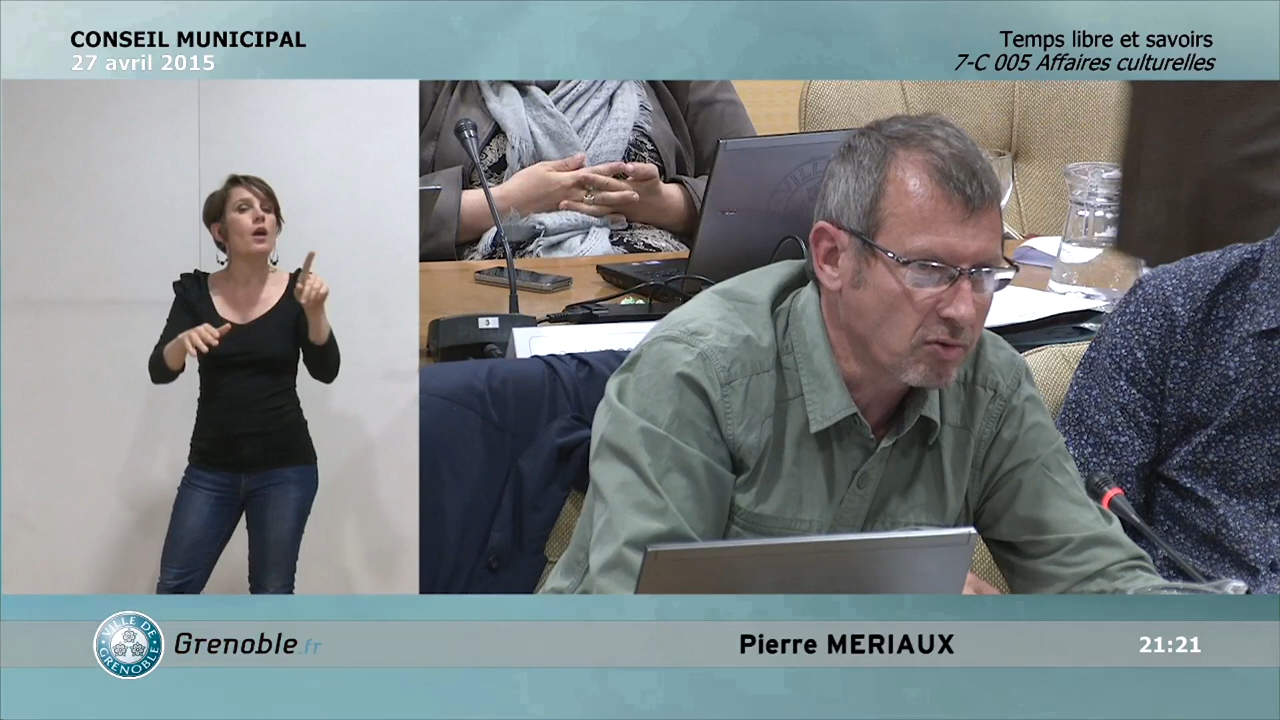 CONSEIL MUNICIPAL
27 avril 2015
Temps libre et savoirs
7-C 005 Affaires culturelles
3
VILLE DE GRENOBLE
Grenoble.fr
Pierre MERIAUX
21:21